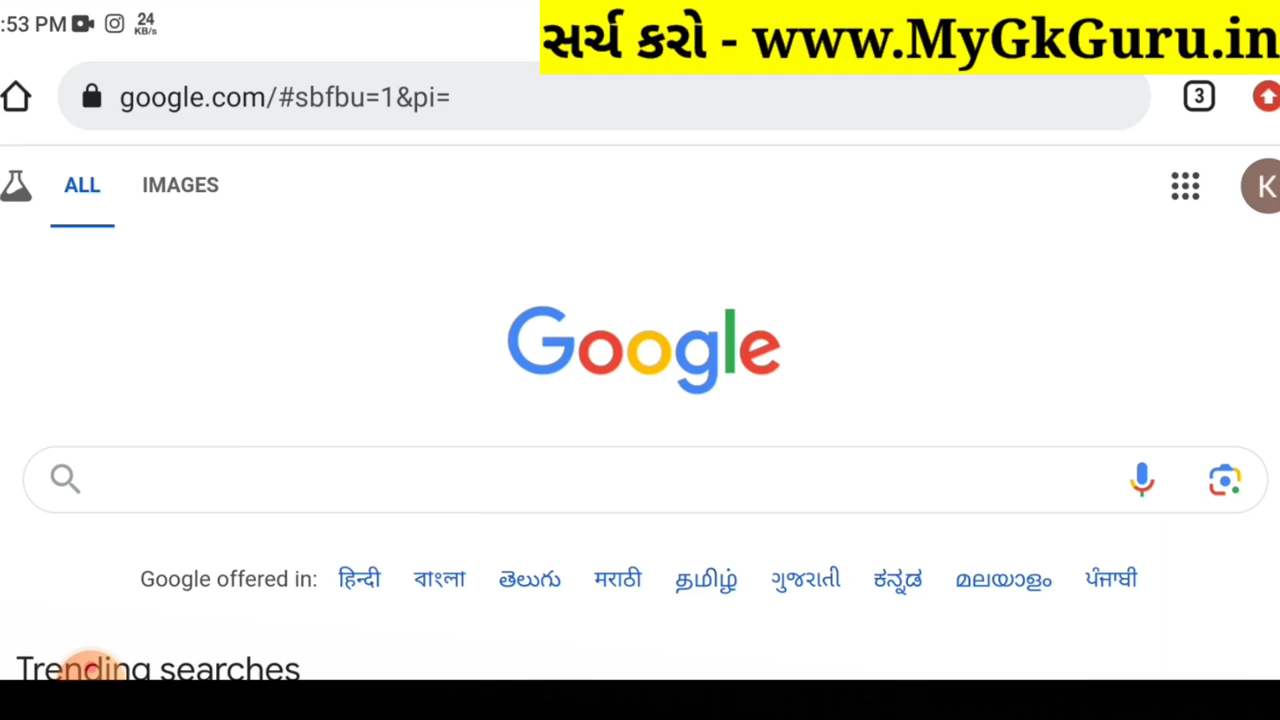 :53 PM 24 KB/s
સર્ચ કરો - www.MyGkGuru.in
google.com/#sbfbu=1&pi=
3
ALL IMAGES
K
Google
Google offered in: हिन्दी বাংলা తెలుగు मराठी தமிழ் ગુજરાતી ಕನ್ನಡ മലയാളം ਪੰਜਾਬੀ
Trending searches